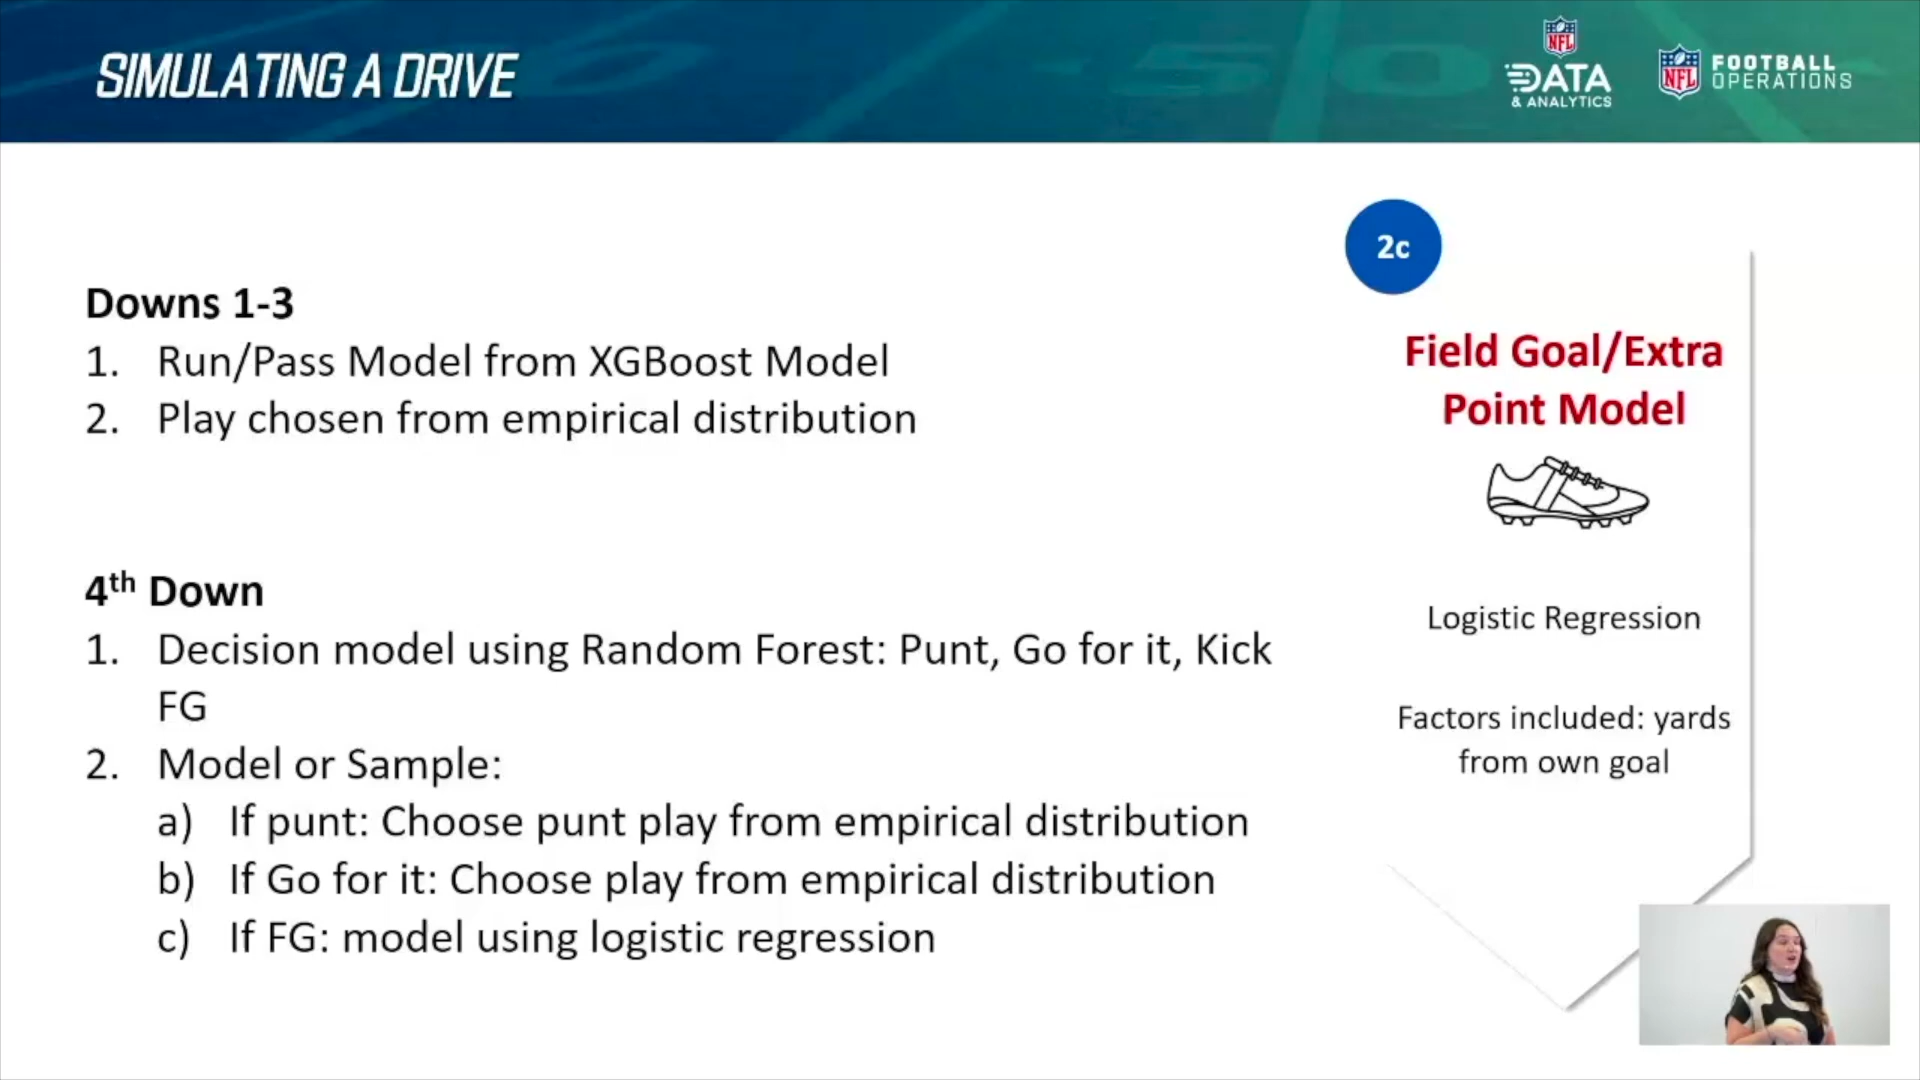 SIMULATING A DRIVE
NFL
DATA
& ANALYTICS
NFL
FOOTBALL
OPERATIONS
50
Downs 1-3
1. Run/Pass Model from XGBoost Model
2. Play chosen from empirical distribution
4th Down
1. Decision model using Random Forest: Punt, Go for it, Kick
FG
2. Model or Sample:
a) If punt: Choose punt play from empirical distribution
b) If Go for it: Choose play from empirical distribution
c) If FG: model using logistic regression
2c
Field Goal/Extra
Point Model
Logistic Regression
Factors included: yards
from own goal